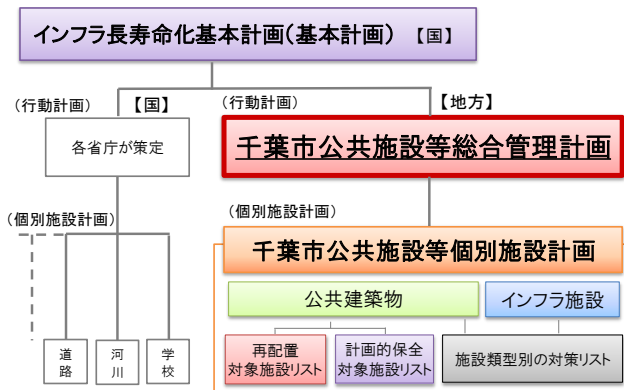 インフラ長寿命化基本計画(基本計画) 【国】
(行動計画) 【国】
(行動計画) 【地方】
各省庁が策定
千葉市公共施設等総合管理計画
(個別施設計画)
(個別施設計画)
千葉市公共施設等個別施設計画
公共建築物
インフラ施設
道路
河川
学校
再配置
対象施設リスト
計画的保全
対象施設リスト
施設類型別の対策リスト